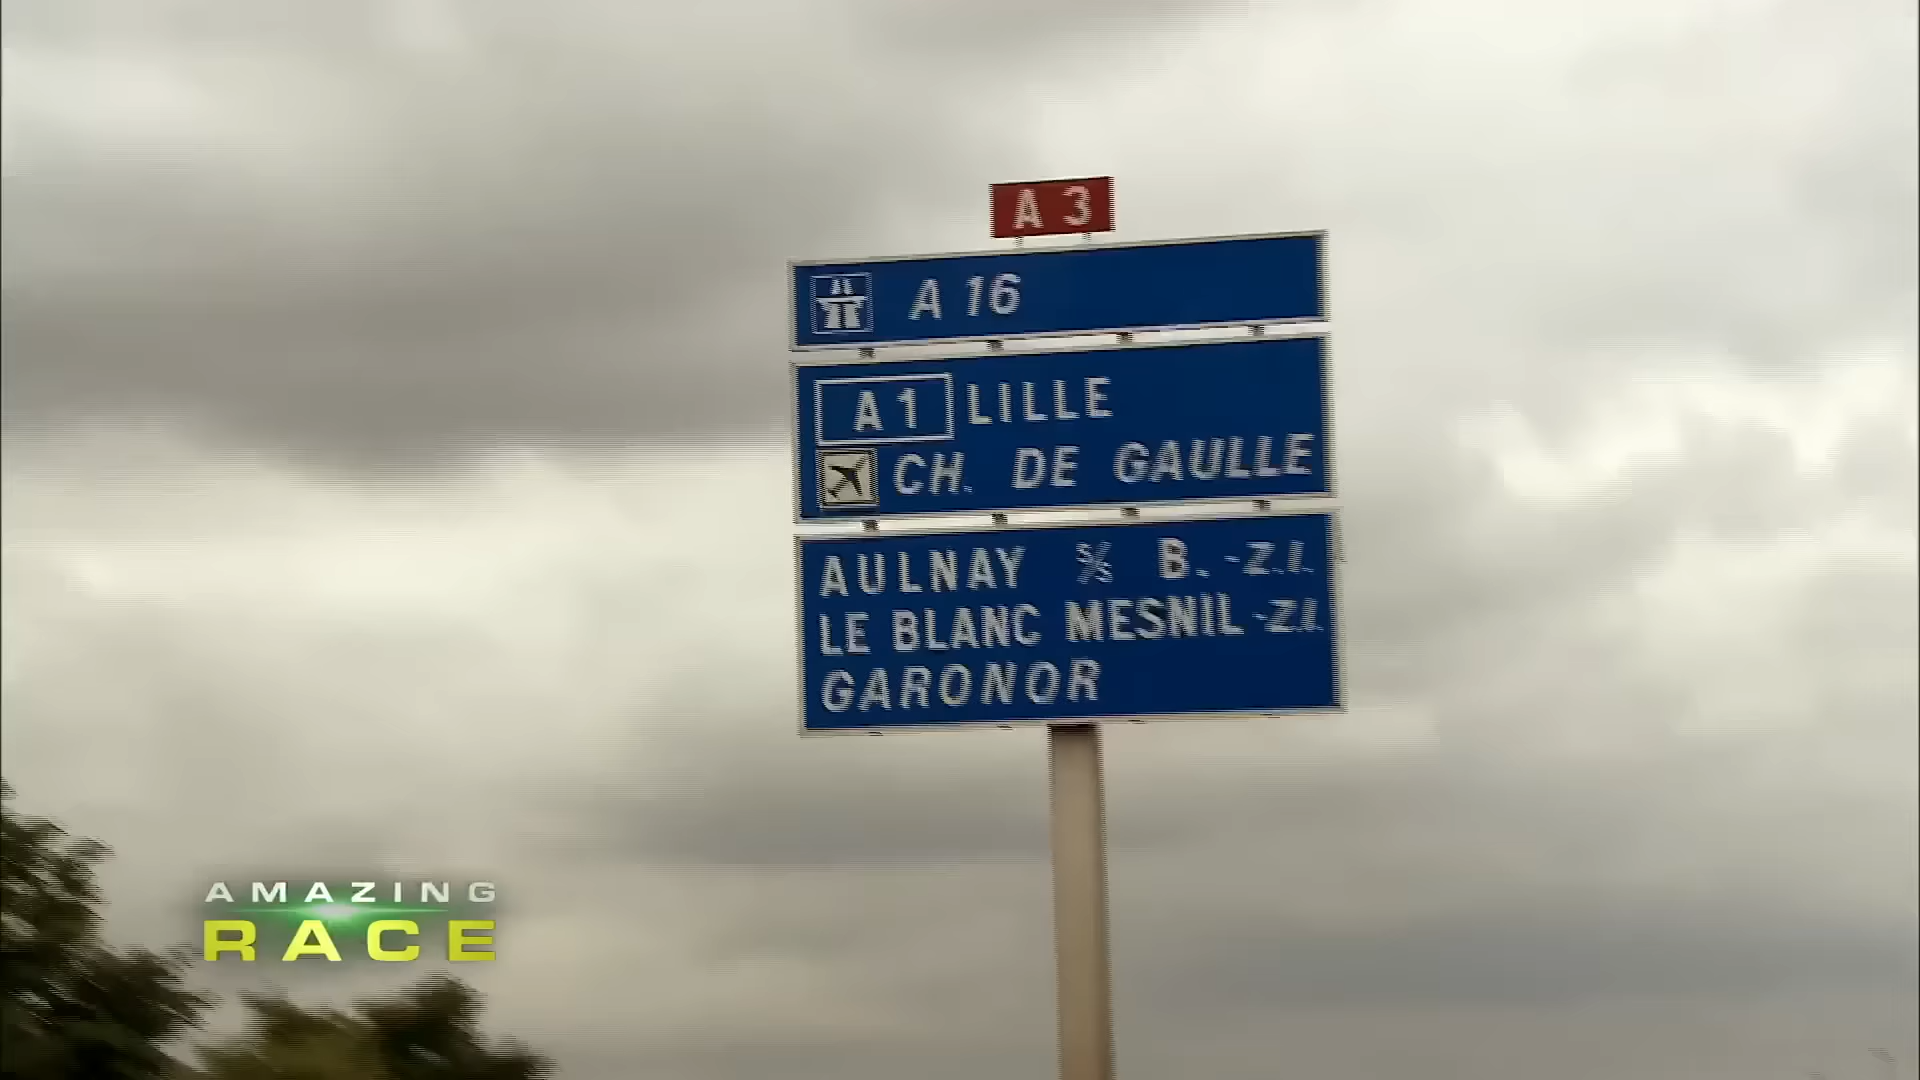 A 3
A 16
A 1 LILLE
CH. DE GAULLE
AULNAY S/S B. -Z.I.
LE BLANC MESNIL -Z.I.
GARONOR
AMAZING
RACE